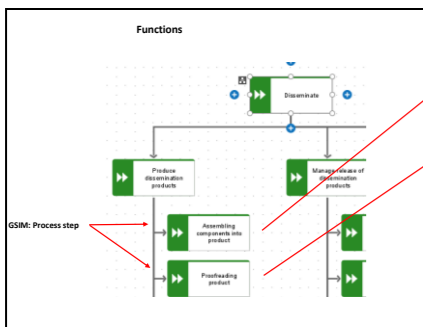 Functions
Disseminate
Produce
dissemination
products
Manage release of
dissemination
products
GSIM: Process step
Assembling
components into
product
Proofreading
product